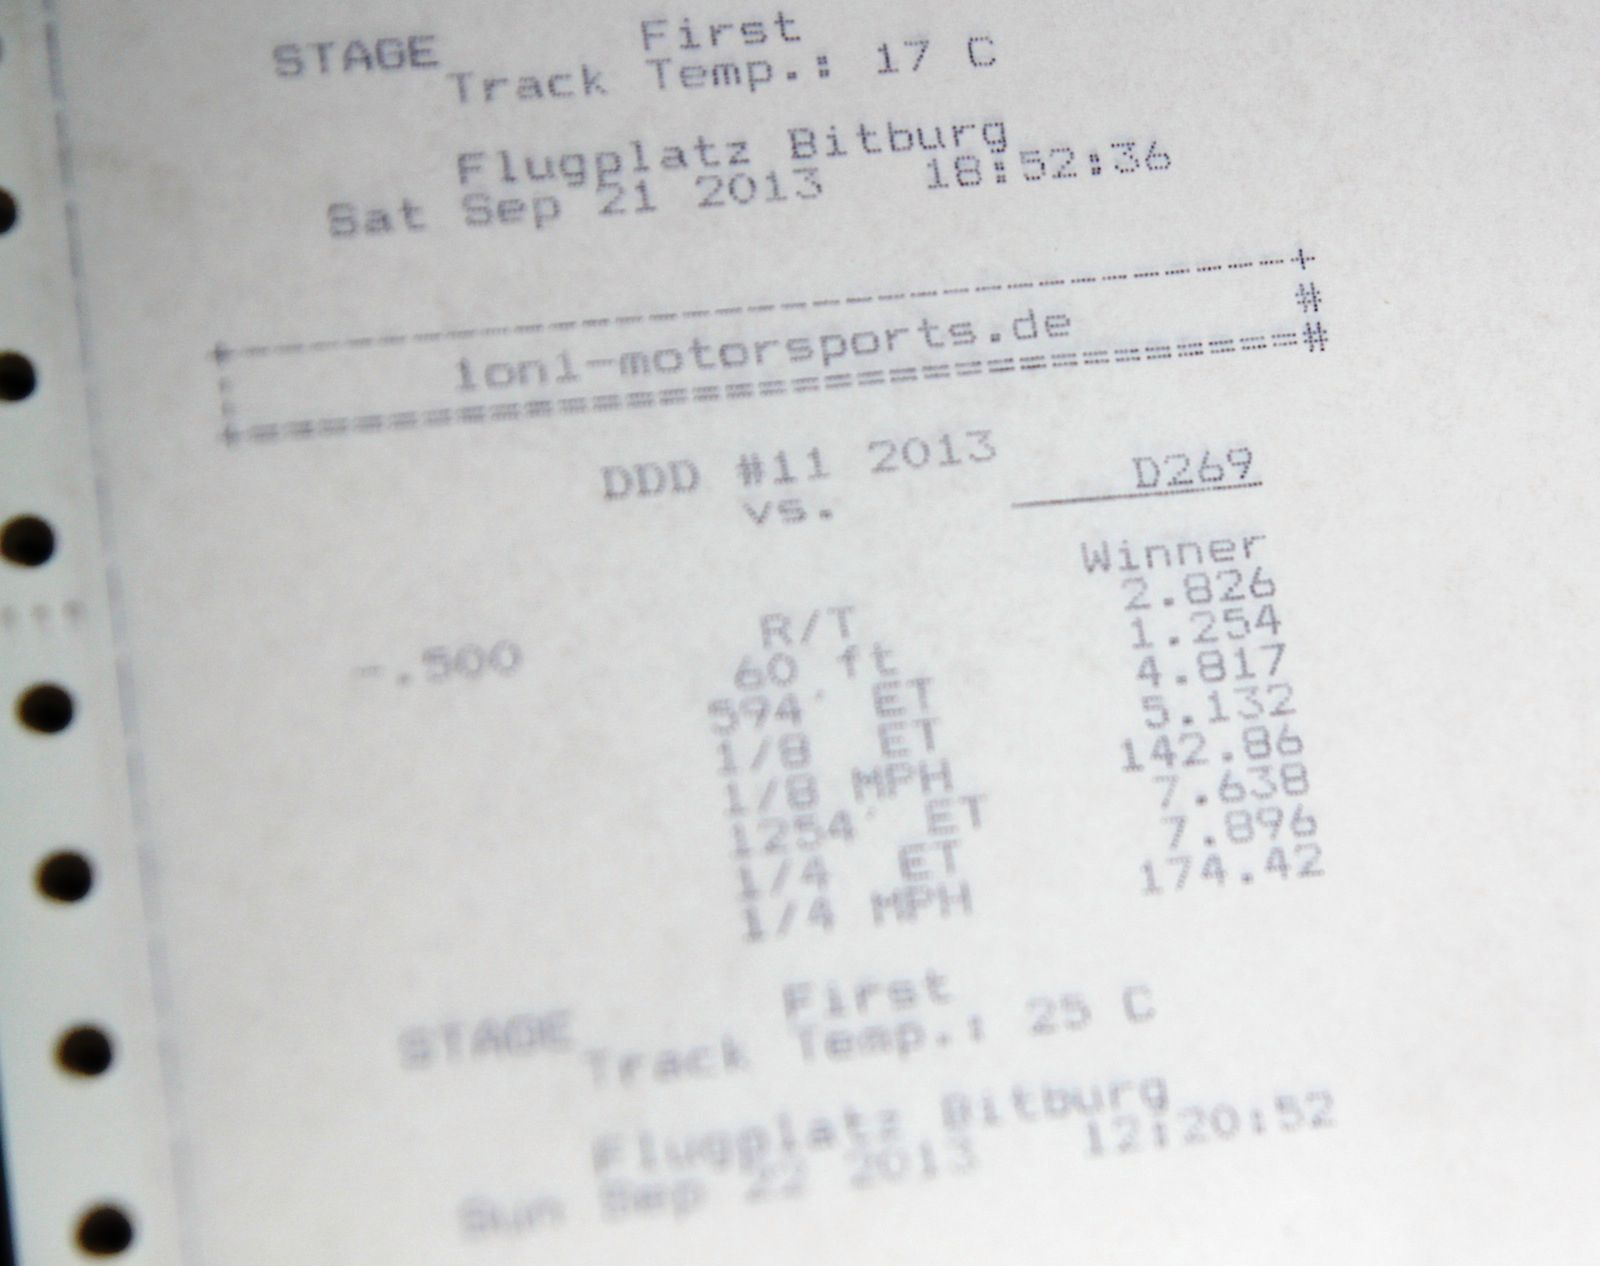 First
STAGE
Track Temp.: 17 C
Flugplatz Bitburg
Sat Sep 21 2013 18:52:36
+------------------------------+
ioni-motorsports.de #
+==============================#
DDD #11 2013 D269
vs.
Winner
-.500 R/T 2.826
60 ft 1.254
594' ET 4.817
1/8 ET 5.132
1/8 MPH 142.86
1254' ET 7.638
1/4 ET 7.896
1/4 MPH 174.42
First
STAGE
Track Temp.: 25 C
Flugplatz Bitburg
Sun Sep 22 2013 12:20:52